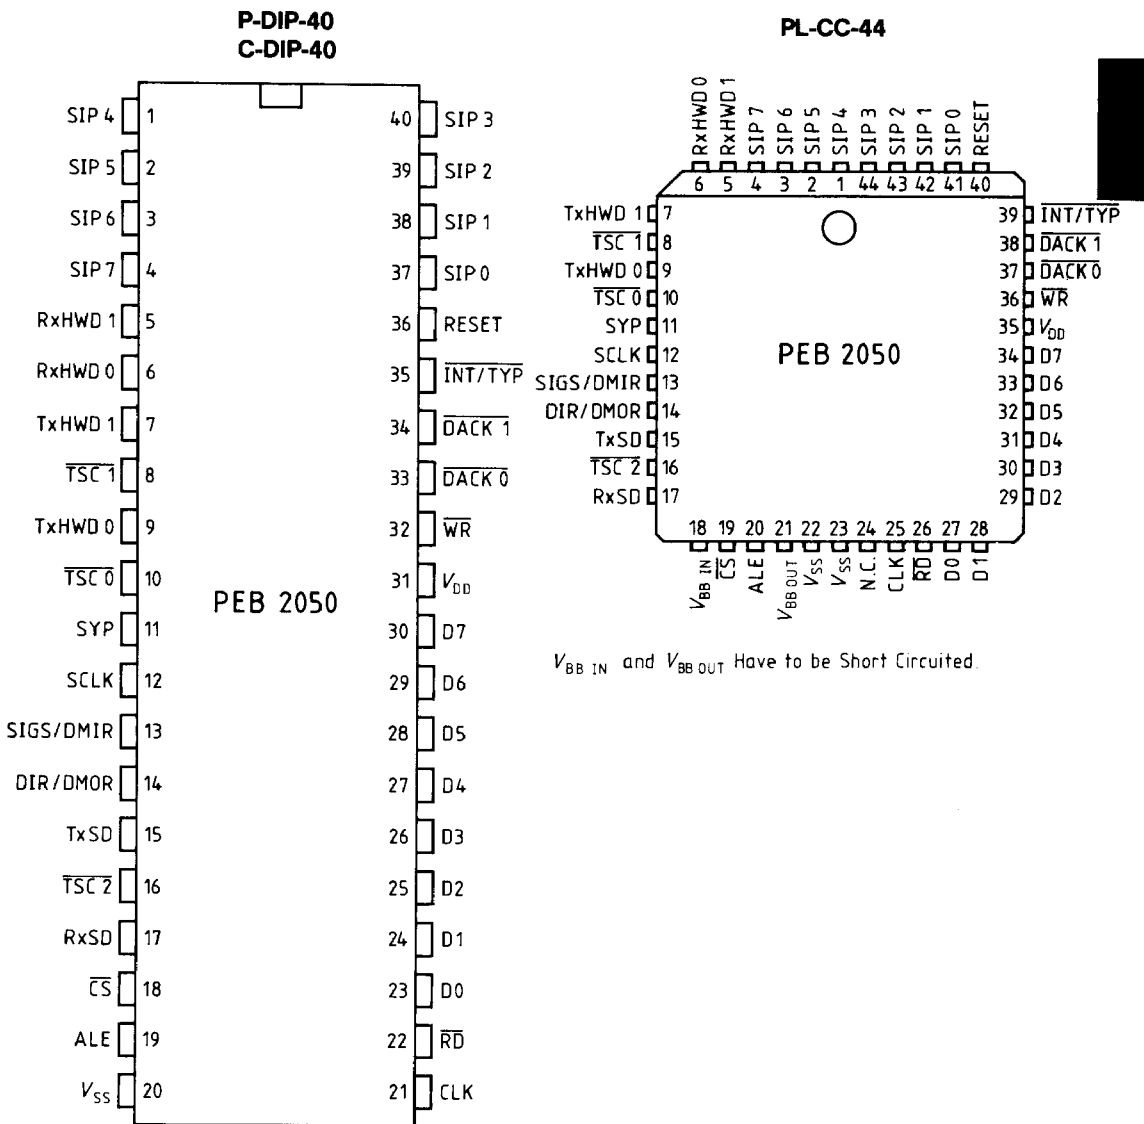 P-DIP-40
C-DIP-40
SIP 4 1 40 SIP 3
SIP 5 2 39 SIP 2
SIP 6 3 38 SIP 1
SIP 7 4 37 SIP 0
RxHWD 1 5 36 RESET
RxHWD 0 6 35 INT/TYP
TxHWD 1 7 34 DACK 1
TSC 1 8 33 DACK 0
TxHWD 0 9 32 WR
TSC 0 10 31 VDD
PEB 2050
SYP 11 30 D7
SCLK 12 29 D6
SIGS/DMIR 13 28 D5
DIR/DMOR 14 27 D4
TxSD 15 26 D3
TSC 2 16 25 D2
RxSD 17 24 D1
CS 18 23 D0
ALE 19 22 RD
VSS 20 21 CLK
PL-CC-44
RxHWD 0 RxHWD 1 SIP 7 SIP 6 SIP 5 SIP 4 SIP 3 SIP 2 SIP 1 SIP 0 RESET
6 5 4 3 2 1 44 43 42 41 40
TxHWD 1 7 39 INT/TYP
TSC 1 8 38 DACK 1
TxHWD 0 9 37 DACK 0
TSC 0 10 36 WR
SYP 11 35 VDD
SCLK 12 PEB 2050 34 D7
SIGS/DMIR 13 33 D6
DIR/DMOR 14 32 D5
TxSD 15 31 D4
TSC 2 16 30 D3
RxSD 17 29 D2
18 19 20 21 22 23 24 25 26 27 28
VBB IN CS ALE VBB OUT VSS VSS N.C. CLK RD D0 D1
VBB IN and VBB OUT Have to be Short Circuited.